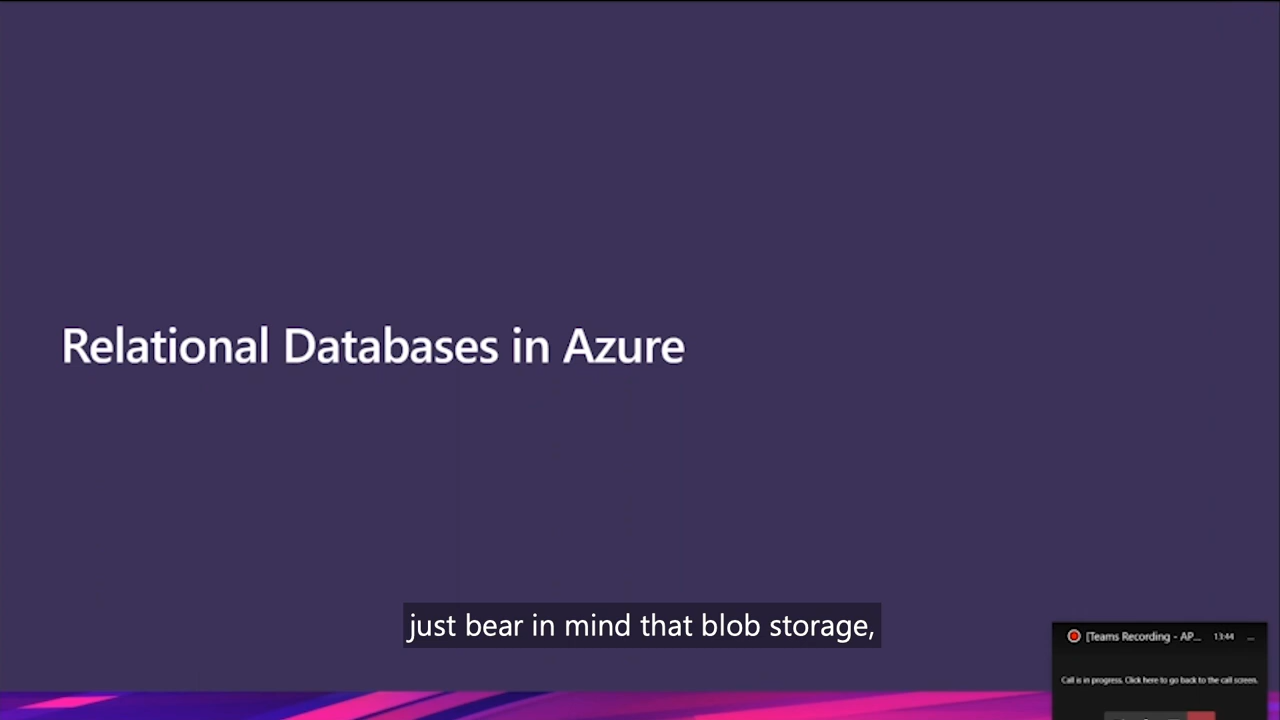 Relational Databases in Azure
just bear in mind that blob storage,
[Teams Recording - AP... 13:44 ...
Call is in progress. Click here to go back to the call screen.